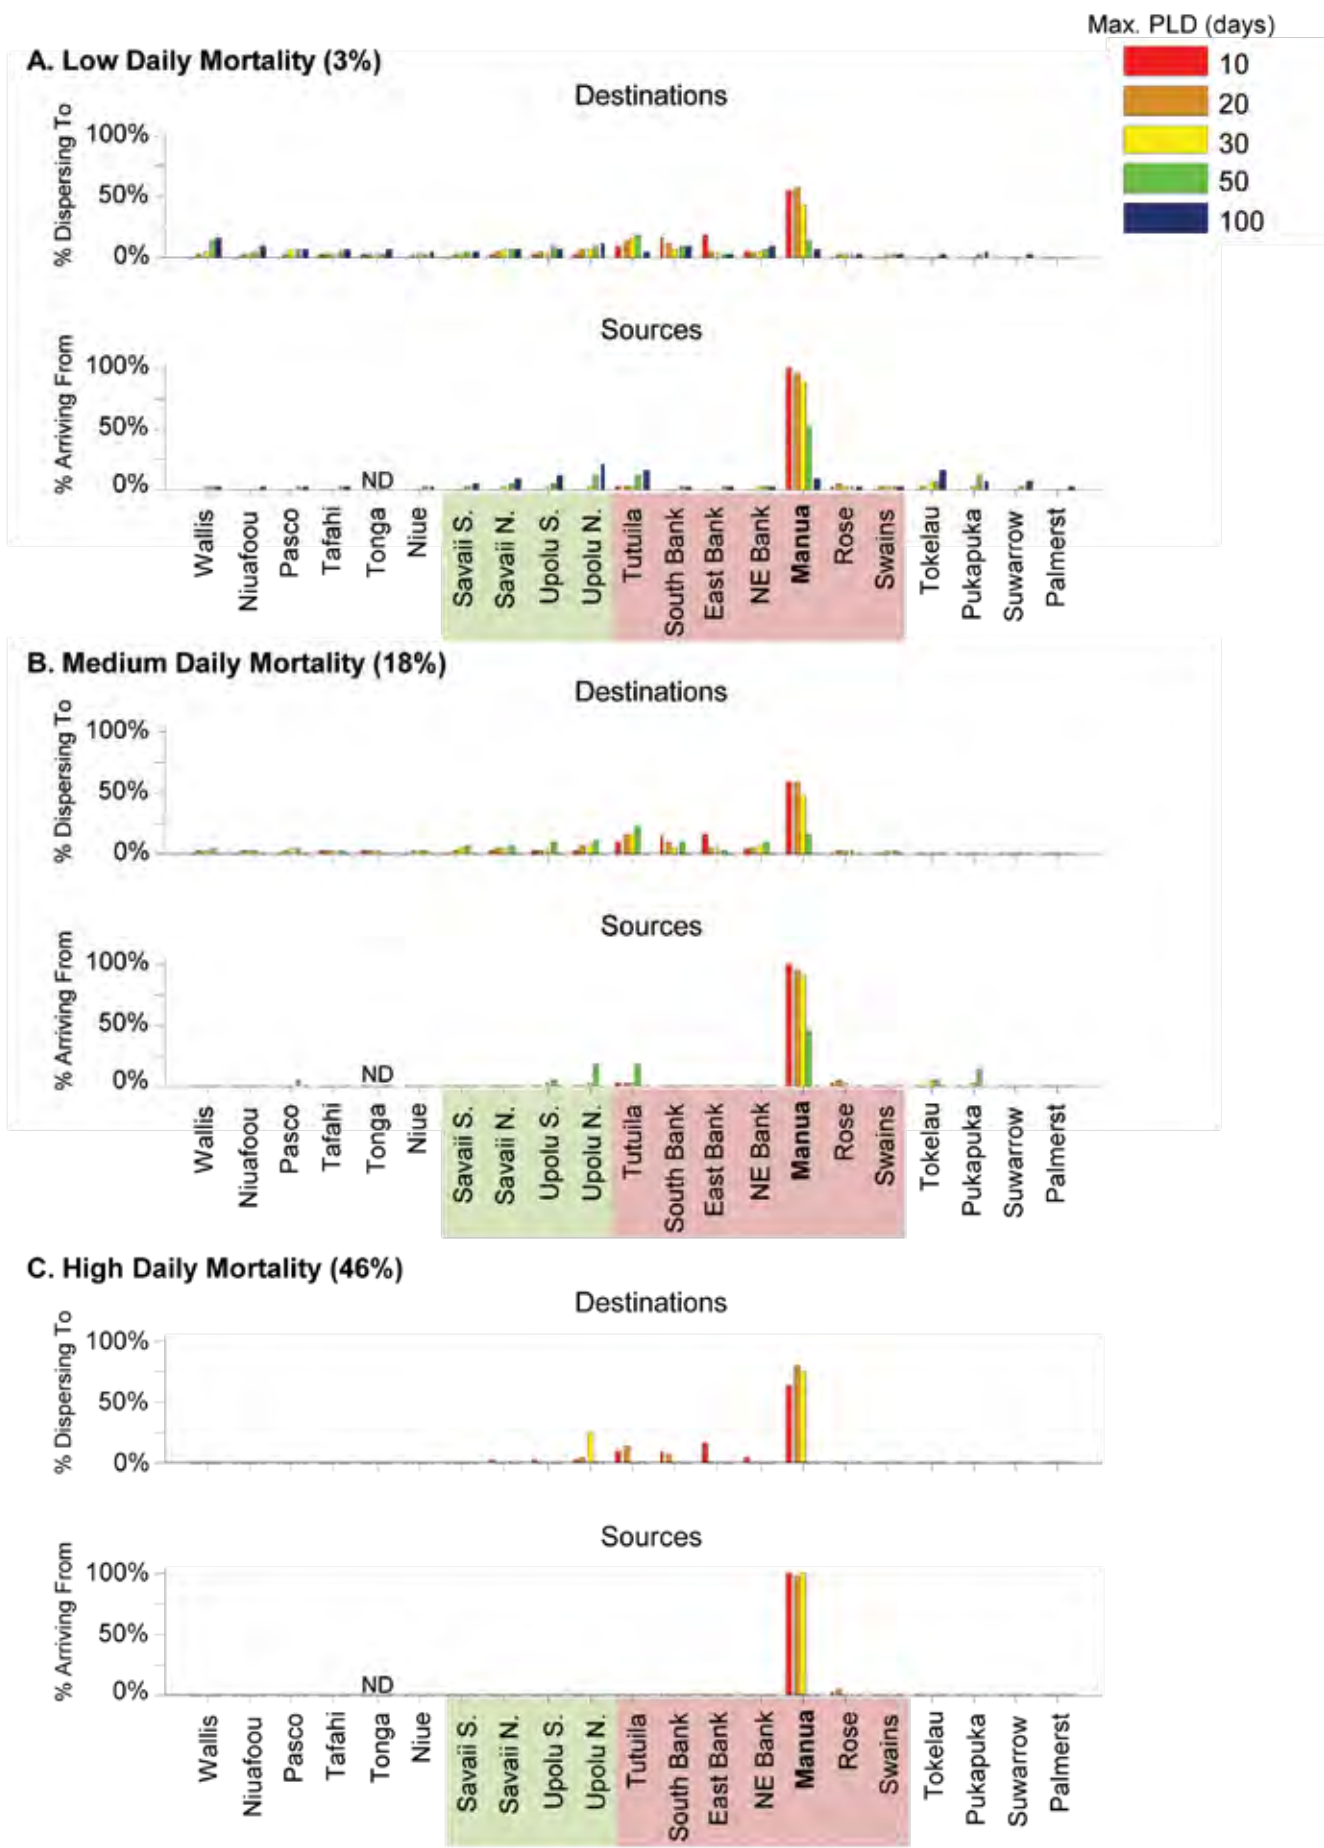 Max. PLD (days)
10
20
30
50
100
A. Low Daily Mortality (3%)
Destinations
% Dispersing To
100%
50%
0%
Sources
% Arriving From
100%
50%
0%
ND
Wallis
Niuafoou
Pasco
Tafahi
Tonga
Niue
Savaii S.
Savaii N.
Upolu S.
Upolu N.
Tutuila
South Bank
East Bank
NE Bank
Manua
Rose
Swains
Tokelau
Pukapuka
Suwarrow
Palmerst
B. Medium Daily Mortality (18%)
Destinations
% Dispersing To
100%
50%
0%
Sources
% Arriving From
100%
50%
0%
ND
Wallis
Niuafoou
Pasco
Tafahi
Tonga
Niue
Savaii S.
Savaii N.
Upolu S.
Upolu N.
Tutuila
South Bank
East Bank
NE Bank
Manua
Rose
Swains
Tokelau
Pukapuka
Suwarrow
Palmerst
C. High Daily Mortality (46%)
Destinations
% Dispersing To
100%
50%
0%
Sources
% Arriving From
100%
50%
0%
ND
Wallis
Niuafoou
Pasco
Tafahi
Tonga
Niue
Savaii S.
Savaii N.
Upolu S.
Upolu N.
Tutuila
South Bank
East Bank
NE Bank
Manua
Rose
Swains
Tokelau
Pukapuka
Suwarrow
Palmerst